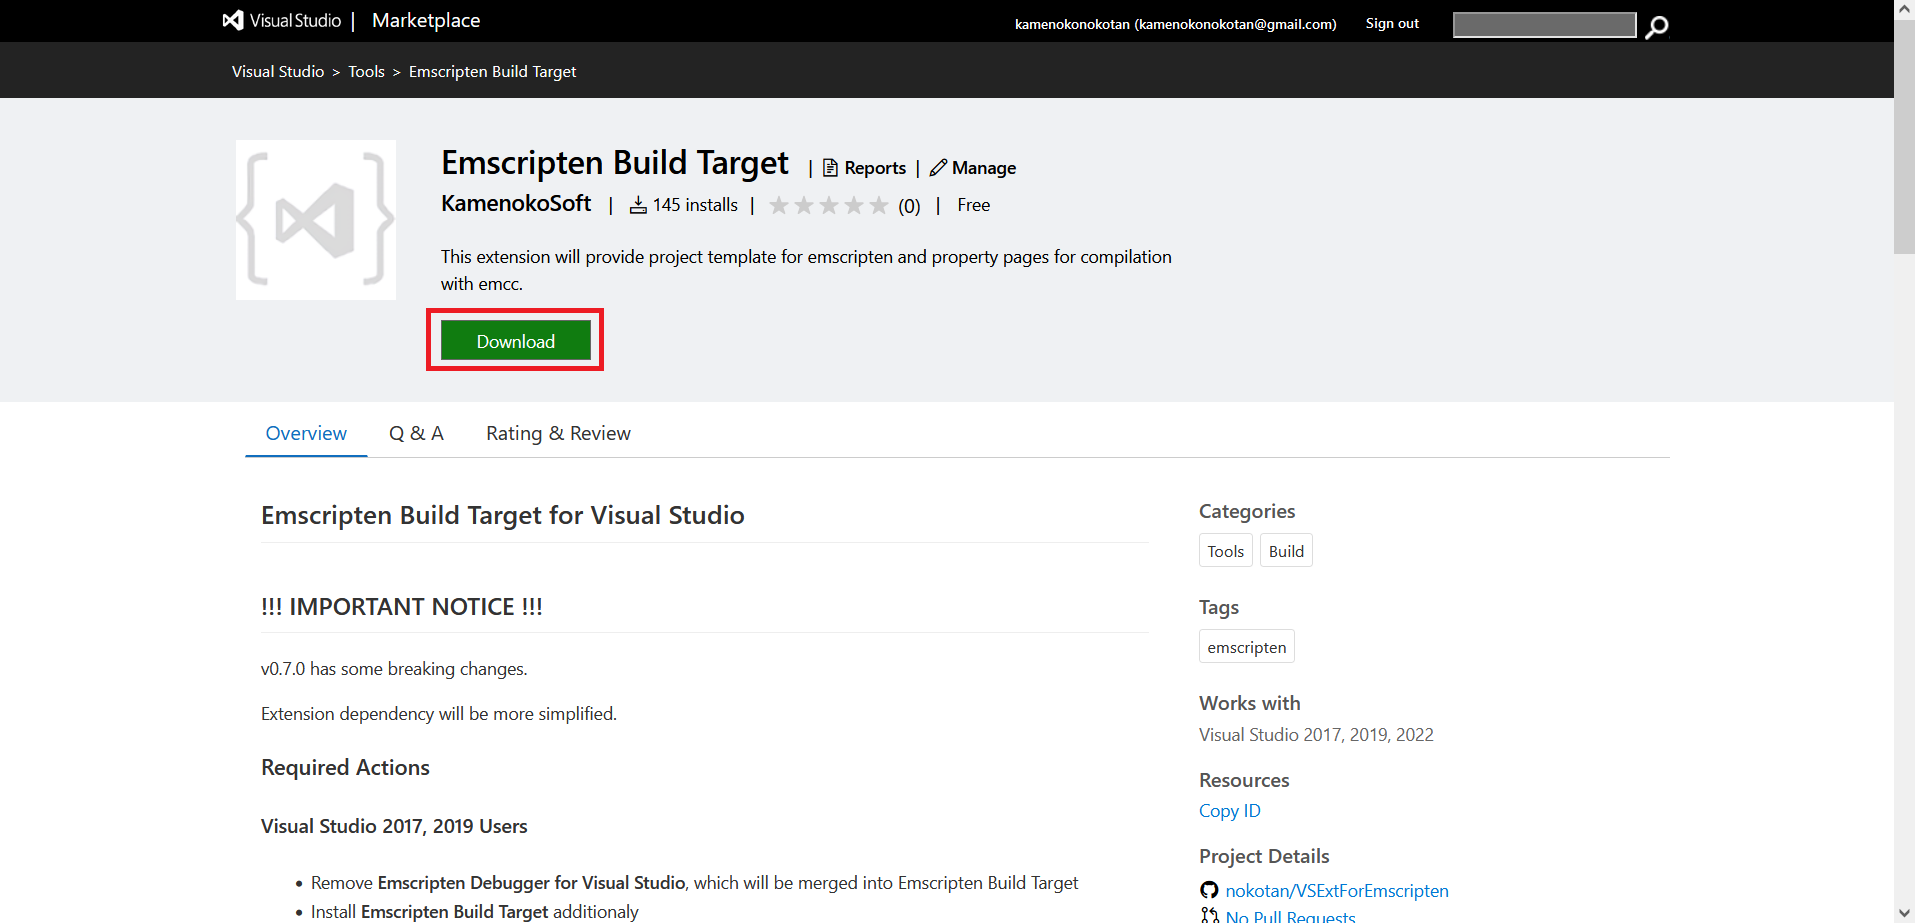 Visual Studio | Marketplace
kamenokonokotan (kamenokonokotan@gmail.com) Sign out
Visual Studio > Tools > Emscripten Build Target
Emscripten Build Target | Reports | Manage
KamenokoSoft | 145 installs | (0) | Free
This extension will provide project template for emscripten and property pages for compilation
with emcc.
Download
Overview Q & A Rating & Review
Emscripten Build Target for Visual Studio
!!! IMPORTANT NOTICE !!!
v0.7.0 has some breaking changes.
Extension dependency will be more simplified.
Required Actions
Visual Studio 2017, 2019 Users
• Remove Emscripten Debugger for Visual Studio, which will be merged into Emscripten Build Target
• Install Emscripten Build Target additionaly
Categories
Tools Build
Tags
emscripten
Works with
Visual Studio 2017, 2019, 2022
Resources
Copy ID
Project Details
nokotan/VSExtForEmscripten
No Pull Requests